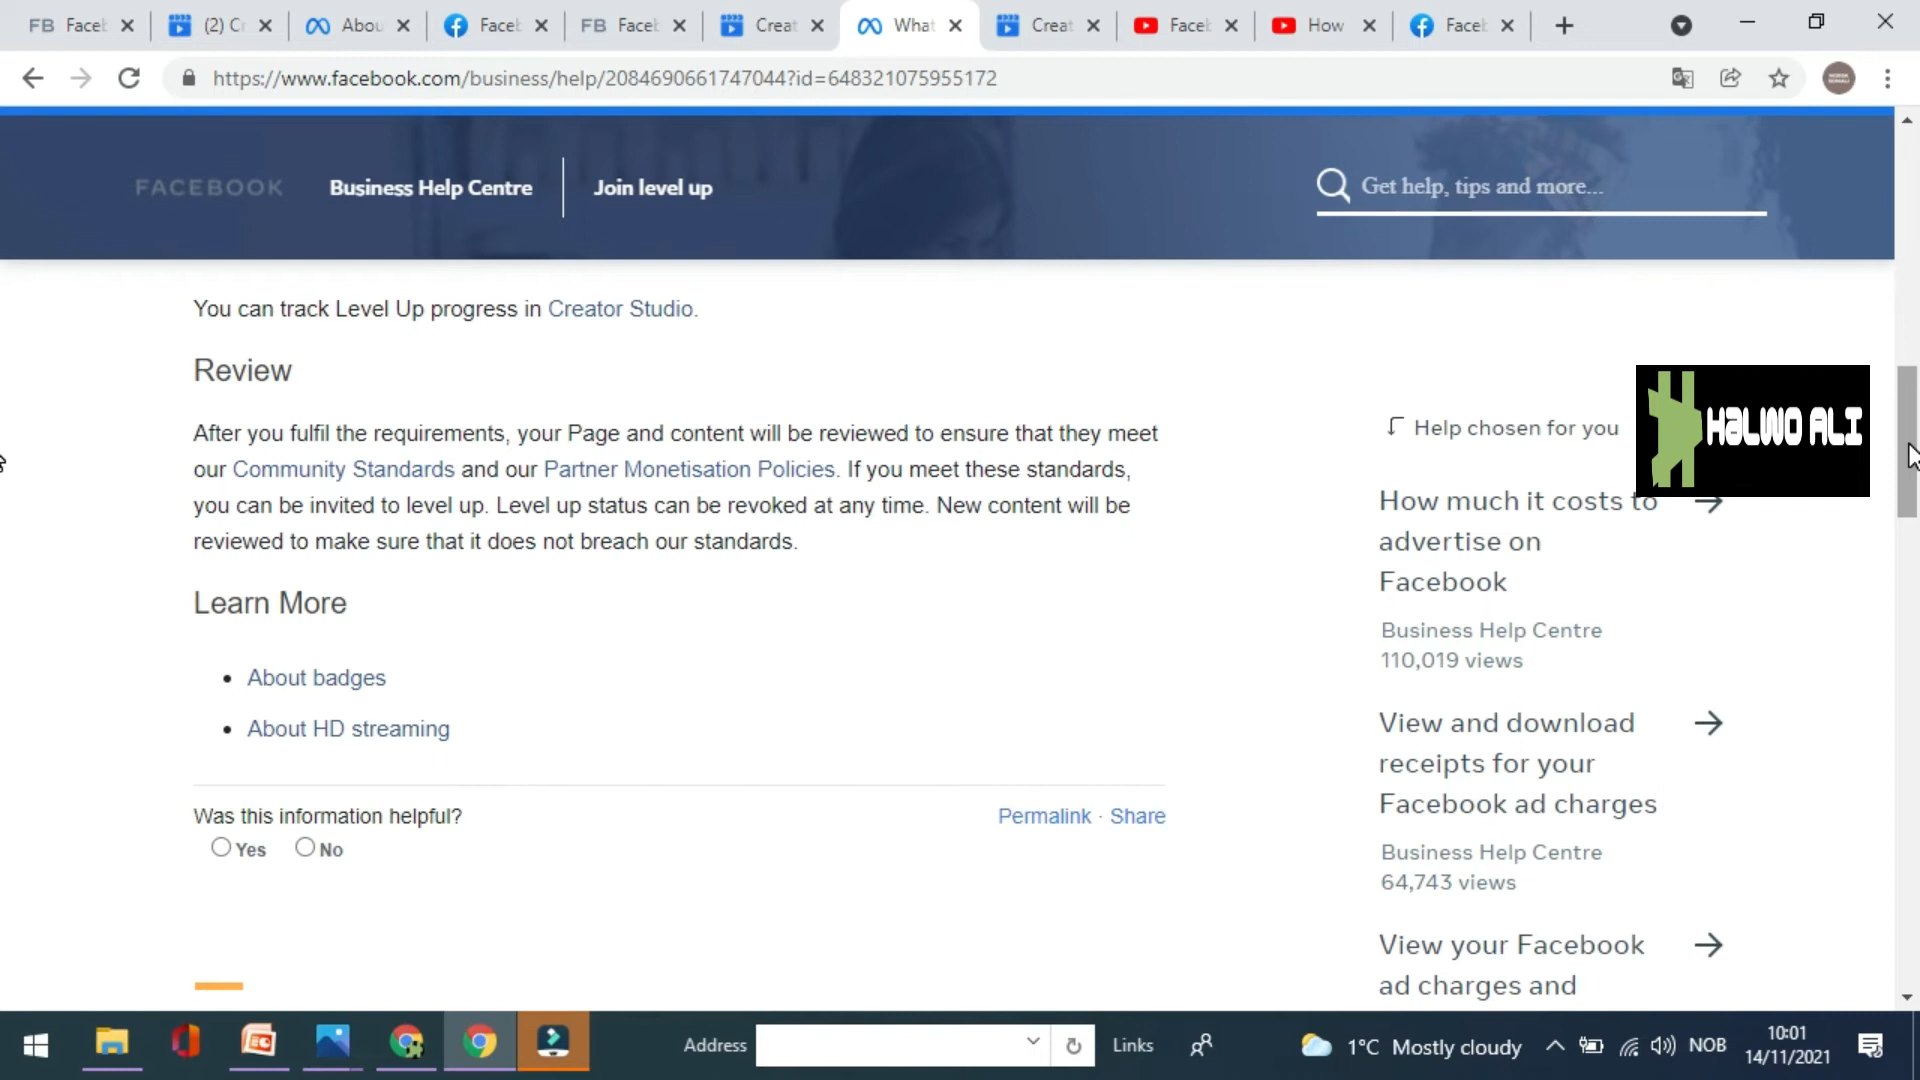 FB Faceb
(2) Cr
Abou
Faceb
FB Faceb
Creat
What
Creat
Faceb
How
Faceb
https://www.facebook.com/business/help/2084690661747044?id=648321075955172
FACEBOOK
Business Help Centre
Join level up
Get help, tips and more...
You can track Level Up progress in Creator Studio.
Review
After you fulfil the requirements, your Page and content will be reviewed to ensure that they meet
our Community Standards and our Partner Monetisation Policies. If you meet these standards,
you can be invited to level up. Level up status can be revoked at any time. New content will be
reviewed to make sure that it does not breach our standards.
Learn More
• About badges
• About HD streaming
Was this information helpful?
Permalink · Share
Yes
No
Help chosen for you
HALWO ALI
How much it costs to
advertise on
Facebook
Business Help Centre
110,019 views
View and download
receipts for your
Facebook ad charges
Business Help Centre
64,743 views
View your Facebook
ad charges and
Address
Links
1°C Mostly cloudy
NOB
10:01
14/11/2021